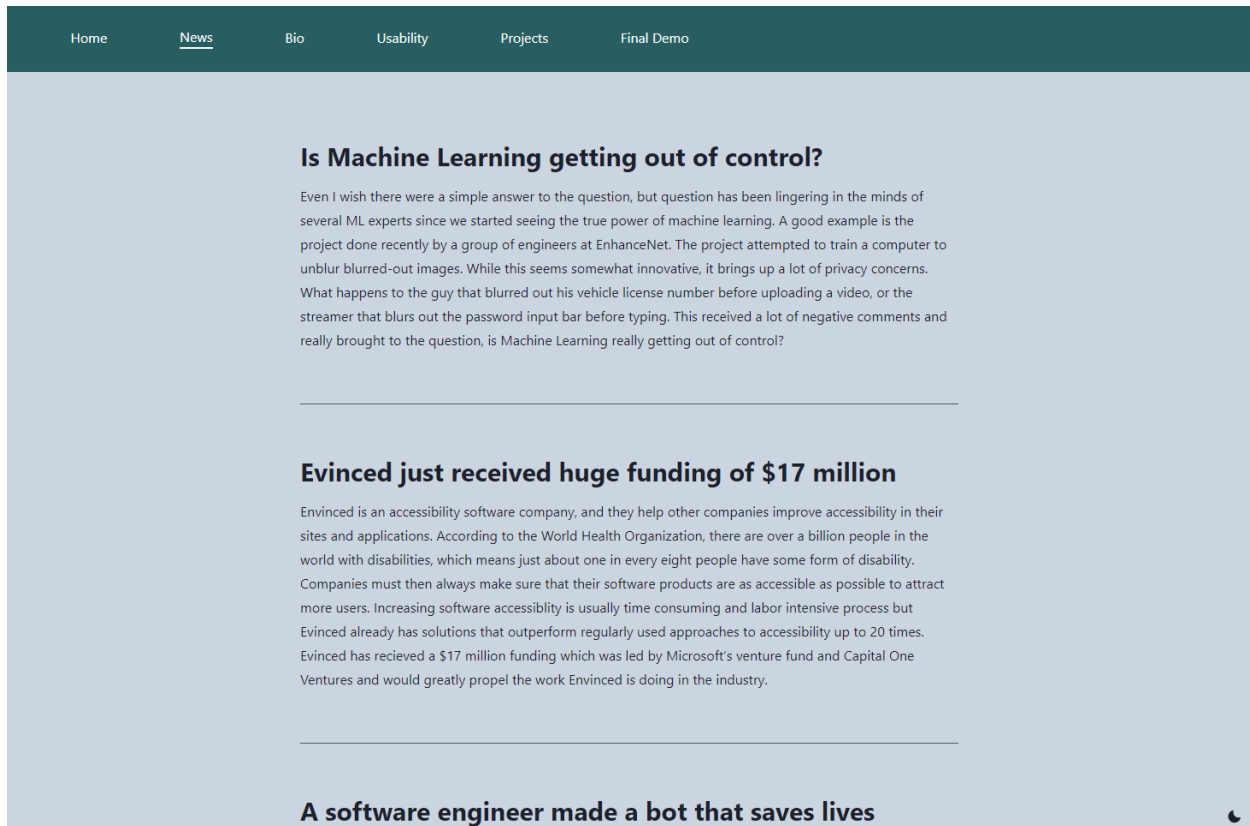 Home News Bio Usability Projects Final Demo
Is Machine Learning getting out of control?
Even I wish there were a simple answer to the question, but question has been lingering in the minds of
several ML experts since we started seeing the true power of machine learning. A good example is the
project done recently by a group of engineers at EnhanceNet. The project attempted to train a computer to
unblur blurred-out images. While this seems somewhat innovative, it brings up a lot of privacy concerns.
What happens to the guy that blurred out his vehicle license number before uploading a video, or the
streamer that blurs out the password input bar before typing. This received a lot of negative comments and
really brought to the question, is Machine Learning really getting out of control?
Evinced just received huge funding of $17 million
Envinced is an accessibility software company, and they help other companies improve accessibility in their
sites and applications. According to the World Health Organization, there are over a billion people in the
world with disabilities, which means just about one in every eight people have some form of disability.
Companies must then always make sure that their software products are as accessible as possible to attract
more users. Increasing software accessiblity is usually time consuming and labor intensive process but
Evinced already has solutions that outperform regularly used approaches to accessibility up to 20 times.
Evinced has recieved a $17 million funding which was led by Microsoft's venture fund and Capital One
Ventures and would greatly propel the work Envinced is doing in the industry.
A software engineer made a bot that saves lives